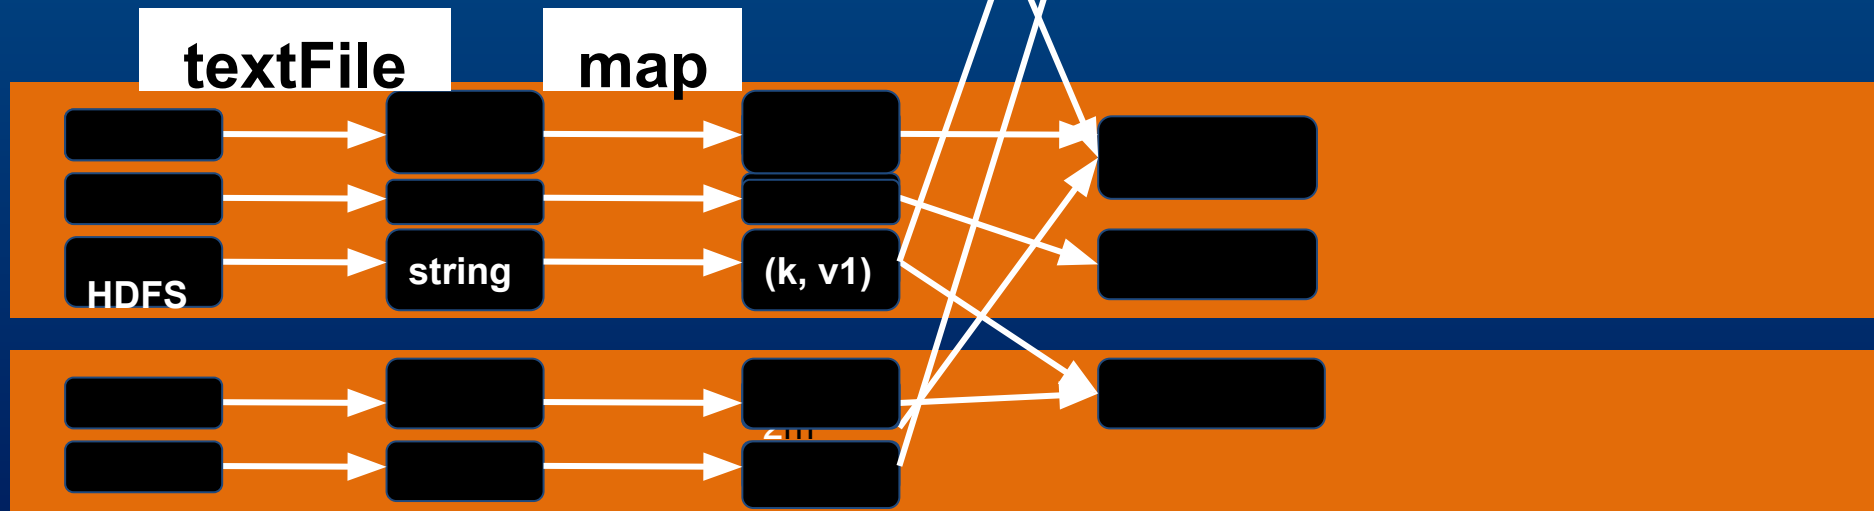 textFile
map
string
(k, v1)
HDFS